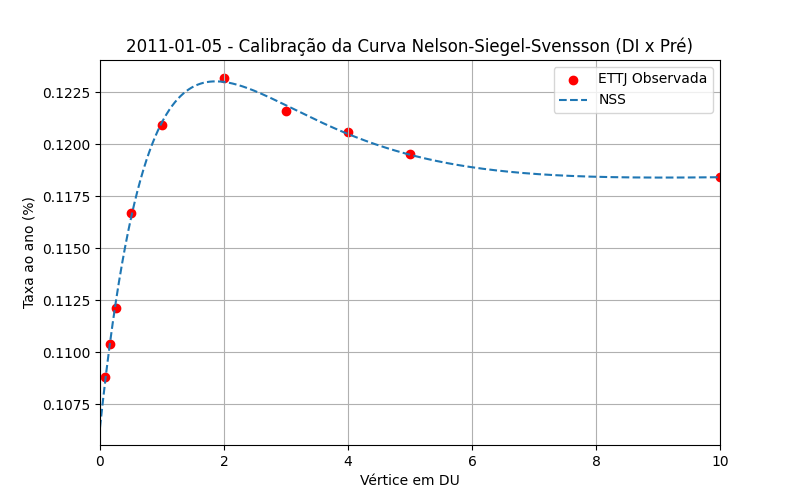 2011-01-05 - Calibração da Curva Nelson-Siegel-Svensson (DI x Pré)
ETTJ Observada
NSS
Taxa ao ano (%)
0.1225
0.1200
0.1175
0.1150
0.1125
0.1100
0.1075
0 2 4 6 8 10
Vértice em DU